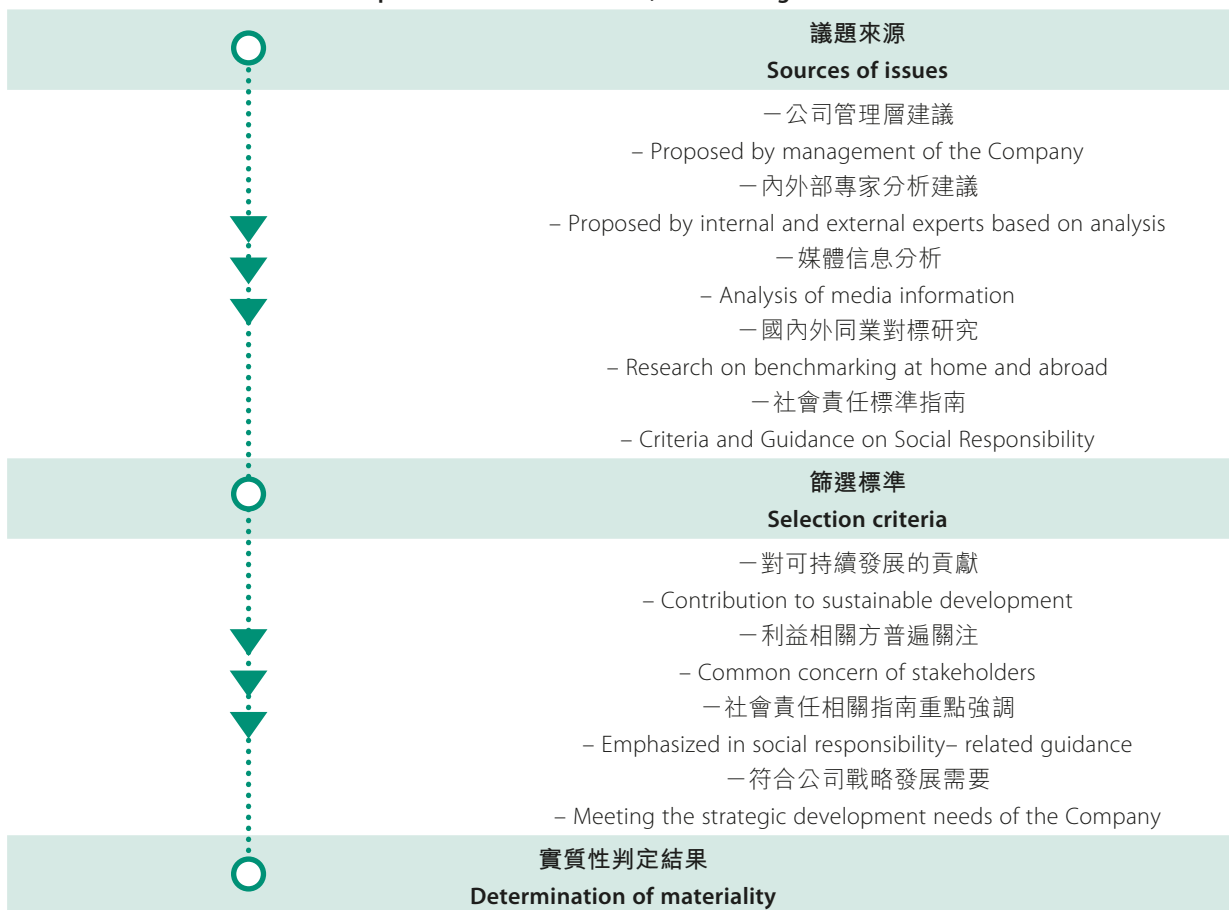 議題來源
Sources of issues
－公司管理層建議
– Proposed by management of the Company
－內外部專家分析建議
– Proposed by internal and external experts based on analysis
－媒體信息分析
– Analysis of media information
－國內外同業對標研究
– Research on benchmarking at home and abroad
－社會責任標準指南
– Criteria and Guidance on Social Responsibility
篩選標準
Selection criteria
－對可持續發展的貢獻
– Contribution to sustainable development
－利益相關方普遍關注
– Common concern of stakeholders
－社會責任相關指南重點強調
– Emphasized in social responsibility– related guidance
－符合公司戰略發展需要
– Meeting the strategic development needs of the Company
實質性判定結果
Determination of materiality